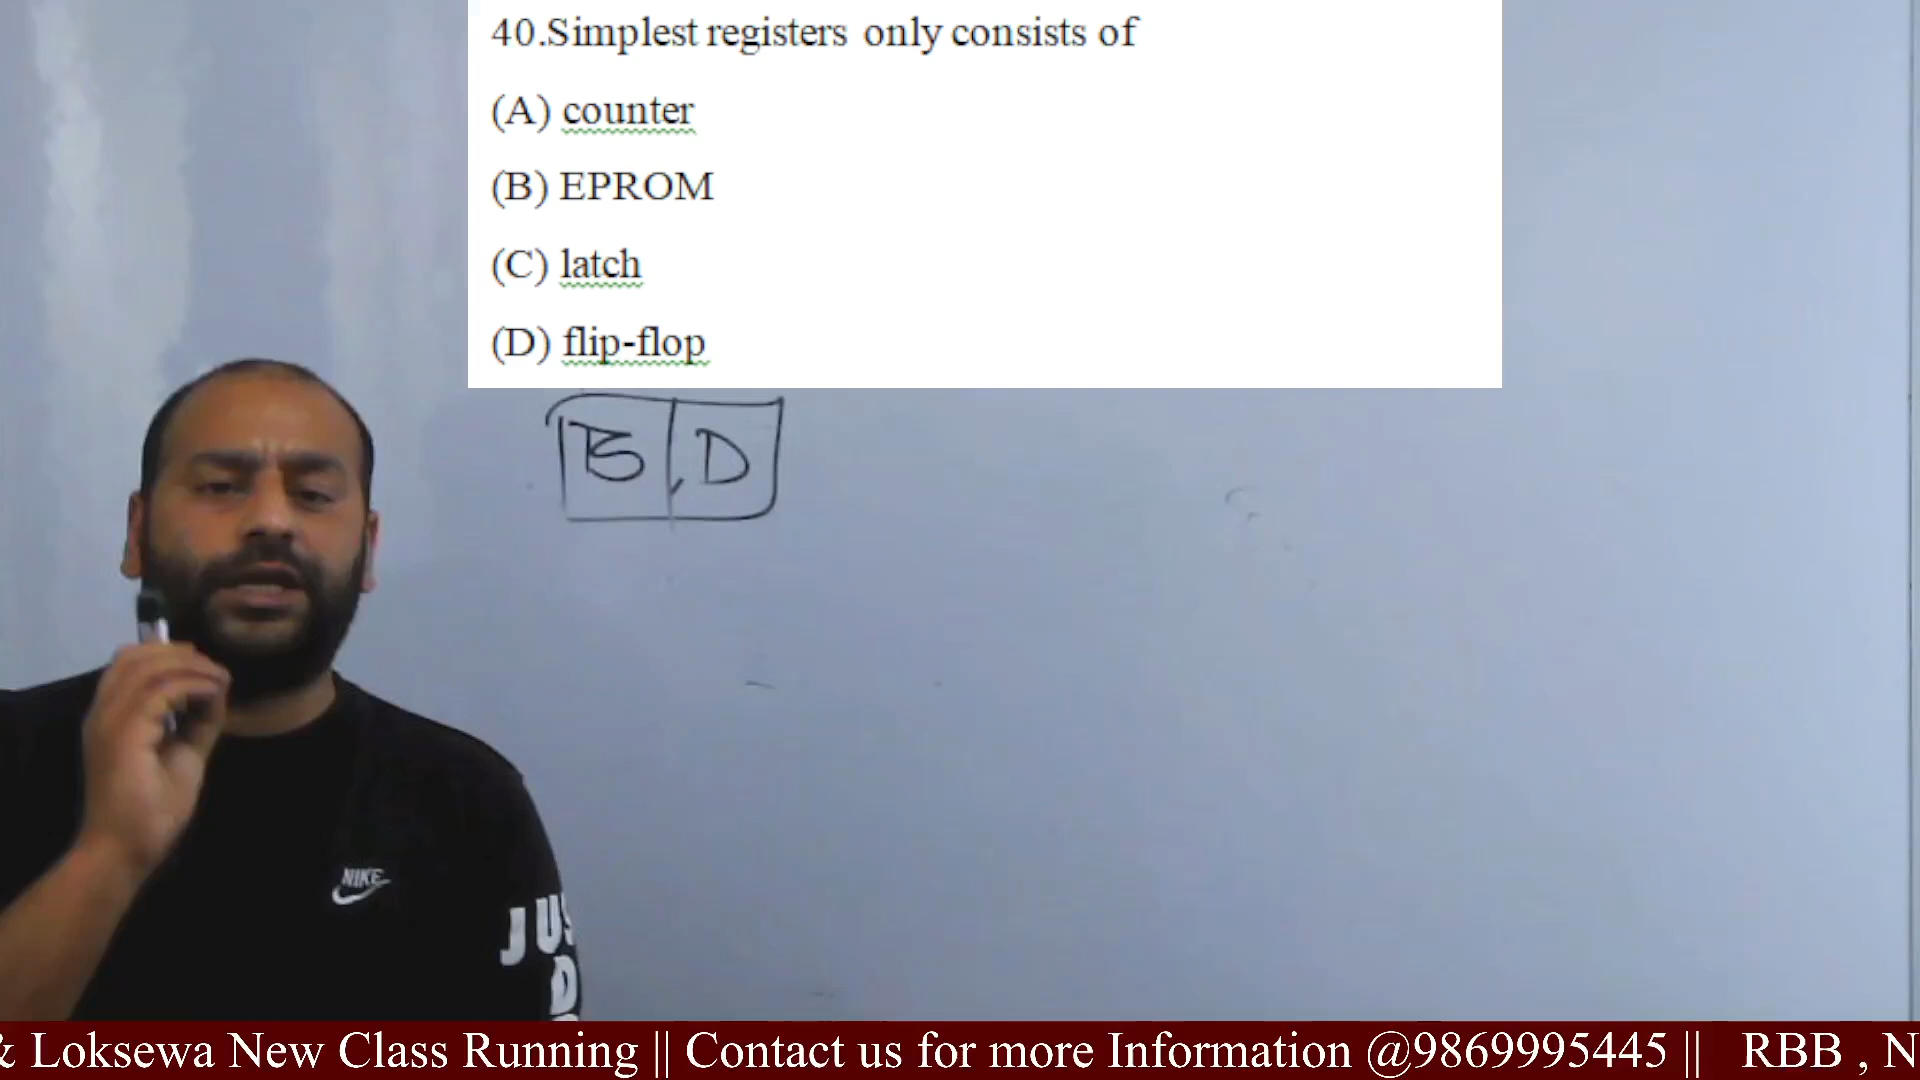 40.Simplest registers only consists of
(A) counter
(B) EPROM
(C) latch
(D) flip-flop
B, D
NIKE
JUS
D
& Loksewa New Class Running || Contact us for more Information @9869995445 || RBB , N